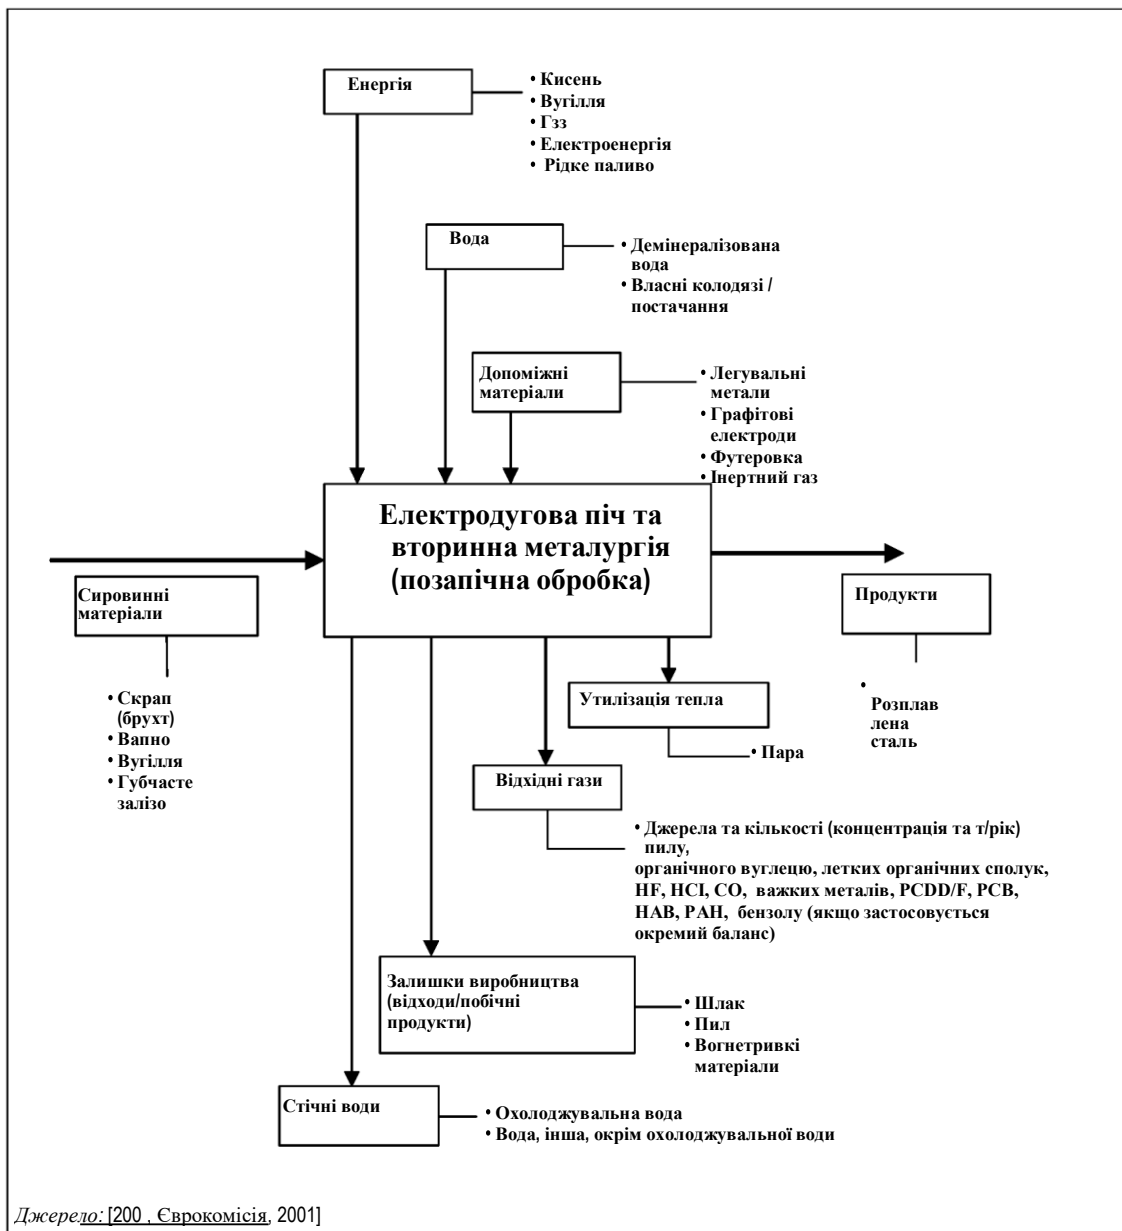 Енергія
• Кисень
• Вугілля
• Гзз
• Електроенергія
• Рідке паливо
Вода
• Демінералізована
вода
• Власні колодязі /
постачання
Допоміжні
матеріали
• Легувальні
метали
• Графітові
електроди
• Футеровка
• Інертний газ
Електродугова піч та
вторинна металургія
(позапічна обробка)
Сировинні
матеріали
• Скрап
(брухт)
• Вапно
• Вугілля
• Губчасте
залізо
Продукти
•
Розплав
лена
сталь
Утилізація тепла
• Пара
Відхідні гази
• Джерела та кількості (концентрація та т/рік)
пилу,
органічного вуглецю, летких органічних сполук,
HF, HCI, CO, важких металів, PCDD/F, PCB,
НАВ, РАН, бензолу (якщо застосовується
окремий баланс)
Залишки виробництва
(відходи/побічні
продукти)
• Шлак
• Пил
• Вогнетривкі
матеріали
Стічні води
• Охолоджувальна вода
• Вода, інша, окрім охолоджувальної води
Джерело: [200 , Єврокомісія, 2001]